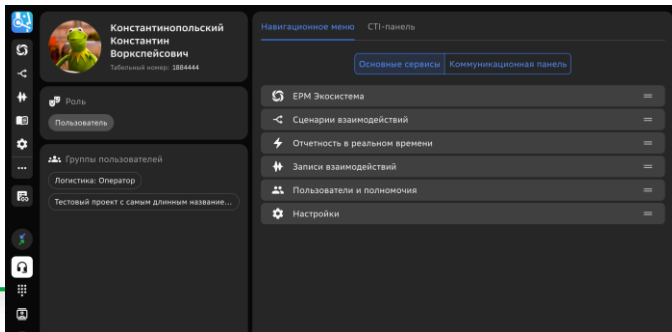 Константинопольский
Константин
Воркспейсович
Табельный номер: 1884444
Роль
Пользователь
Группы пользователей
Логистика: Оператор
Тестовый проект с самым длинным название...
Навигационное меню CTI-панель
Основные сервисы Коммуникационная панель
EPM Экосистема
Сценарии взаимодействий
Отчетность в реальном времени
Записи взаимодействий
Пользователи и полномочия
Настройки